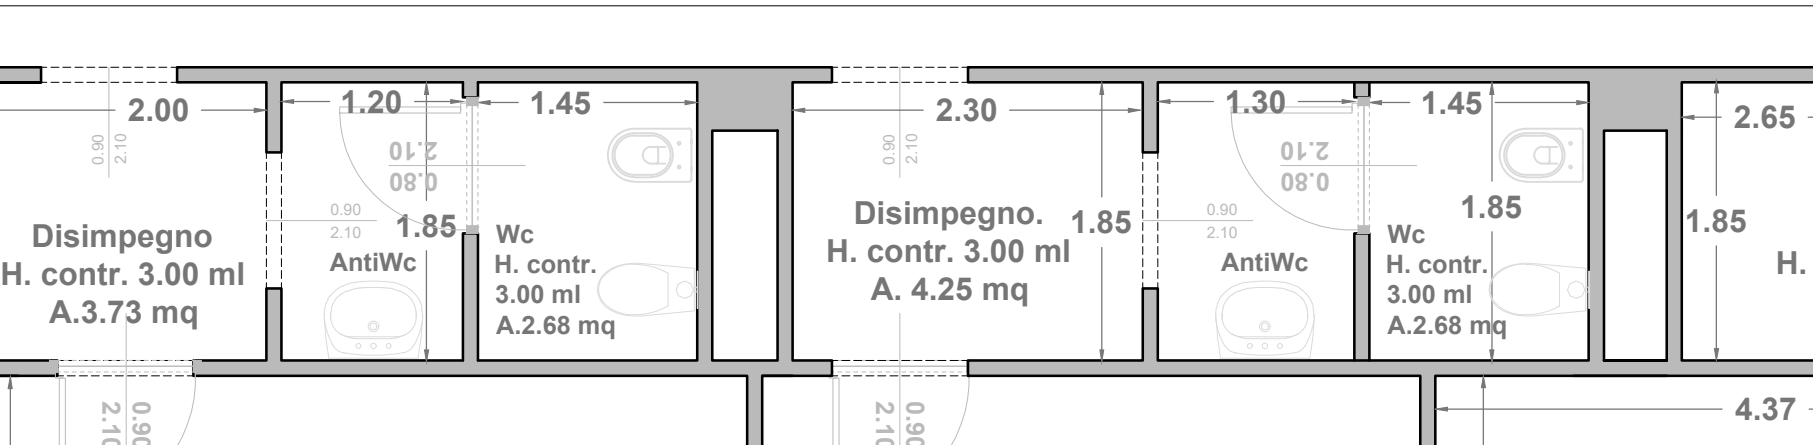 2.00
1.20
1.45
2.30
1.30
1.45
2.65
0.90
2.10
0.80
2.10
0.90
2.10
0.80
2.10
0.90
2.10
1.85
0.90
2.10
1.85
1.85
1.85
Disimpegno
H. contr. 3.00 ml
A.3.73 mq
AntiWc
Wc
H. contr.
3.00 ml
A.2.68 mq
Disimpegno.
H. contr. 3.00 ml
A. 4.25 mq
AntiWc
Wc
H. contr.
3.00 ml
A.2.68 mq
H.
0.90
2.10
0.90
2.10
4.37